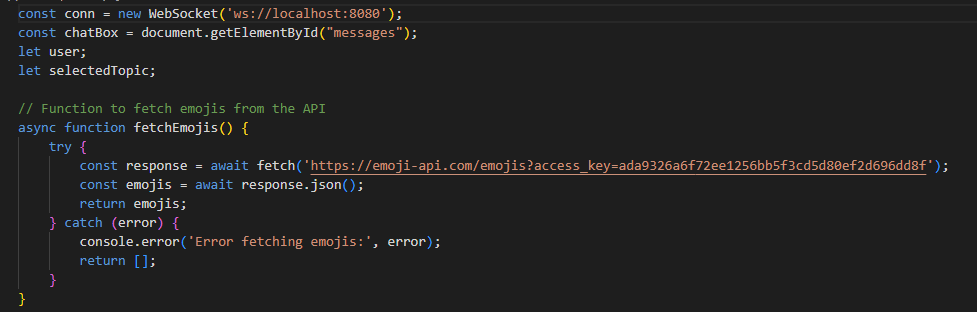 const conn = new WebSocket('ws://localhost:8080');
const chatBox = document.getElementById("messages");
let user;
let selectedTopic;

// Function to fetch emojis from the API
async function fetchEmojis() {
    try {
        const response = await fetch('https://emoji-api.com/emojis?access_key=ada9326a6f72ee1256bb5f3cd5d80ef2d696dd8f');
        const emojis = await response.json();
        return emojis;
    } catch (error) {
        console.error('Error fetching emojis:', error);
        return [];
    }
}